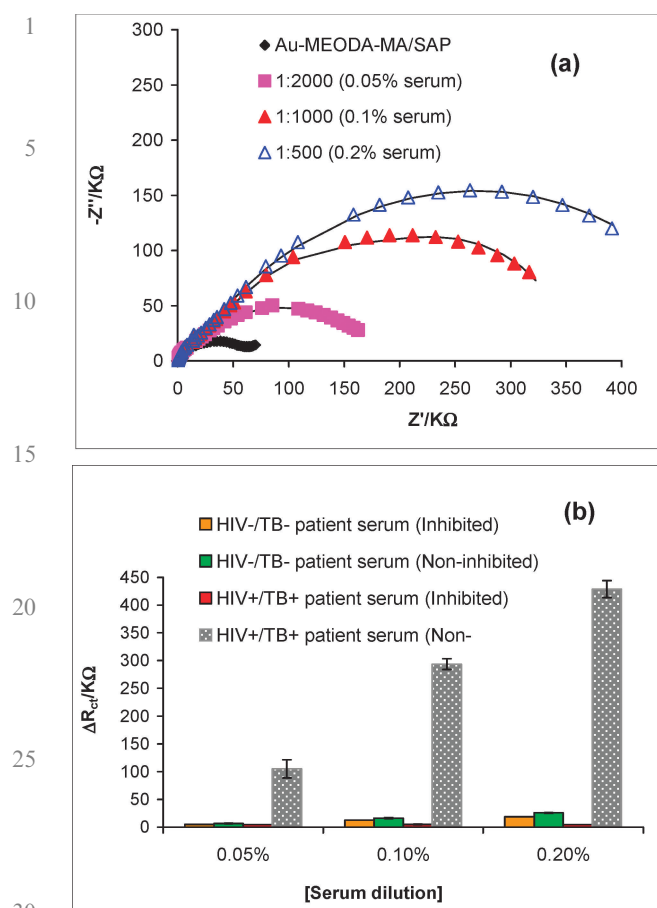 1
300
Au-MEODA-MA/SAP
(a)
250
1:2000 (0.05% serum)
1:1000 (0.1% serum)
200
5
1:500 (0.2% serum)
150
-Z''/KΩ
100
10
50
0
0 50 100 150 200 250 300 350 400
Z'/KΩ
15
HIV-/TB- patient serum (Inhibited)
(b)
HIV-/TB- patient serum (Non-inhibited)
450
HIV+/TB+ patient serum (Inhibited)
20
400
350
HIV+/TB+ patient serum (Non-
300
250
ΔRct/KΩ
200
150
25
100
50
0
0.05% 0.10% 0.20%
[Serum dilution]